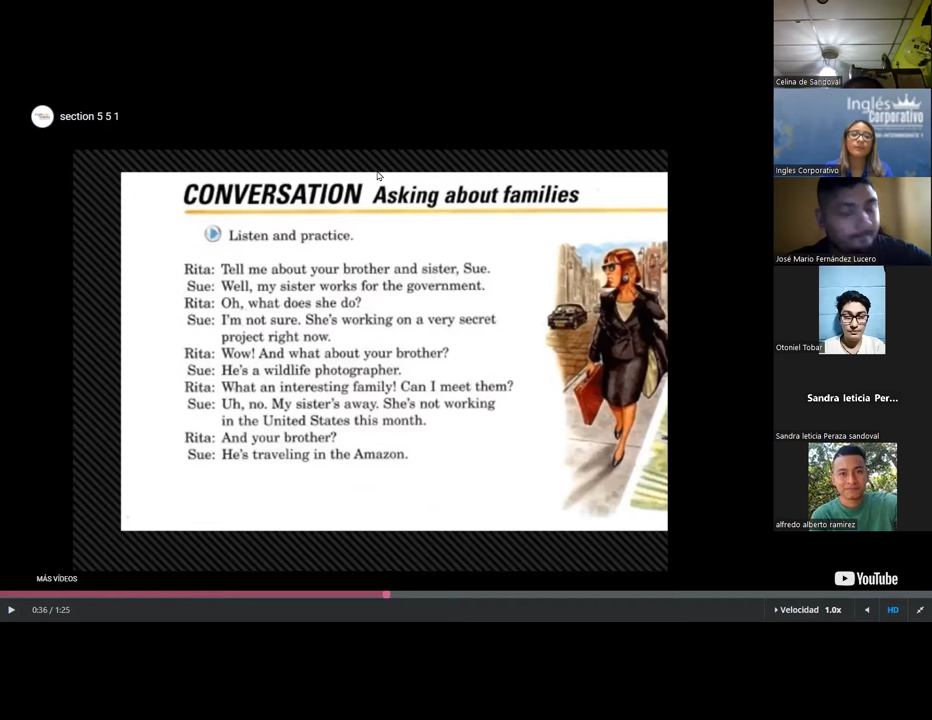 section 5 5 1
CONVERSATION Asking about families
Listen and practice.
Rita: Tell me about your brother and sister, Sue.
Sue: Well, my sister works for the government.
Rita: Oh, what does she do?
Sue: I'm not sure. She's working on a very secret
project right now.
Rita: Wow! And what about your brother?
Sue: He's a wildlife photographer.
Rita: What an interesting family! Can I meet them?
Sue: Uh, no. My sister's away. She's not working
in the United States this month.
Rita: And your brother?
Sue: He's traveling in the Amazon.
MÁS VÍDEOS
YouTube
0:36 / 1:25
Velocidad 1.0x
HD
Celina de Sandoval
Inglés
Corporativo
Ingles Corporativo
José Mario Fernández Lucero
Otoniel Tobar
Sandra leticia Per...
Sandra leticia Peraza sandoval
alfredo alberto ramirez